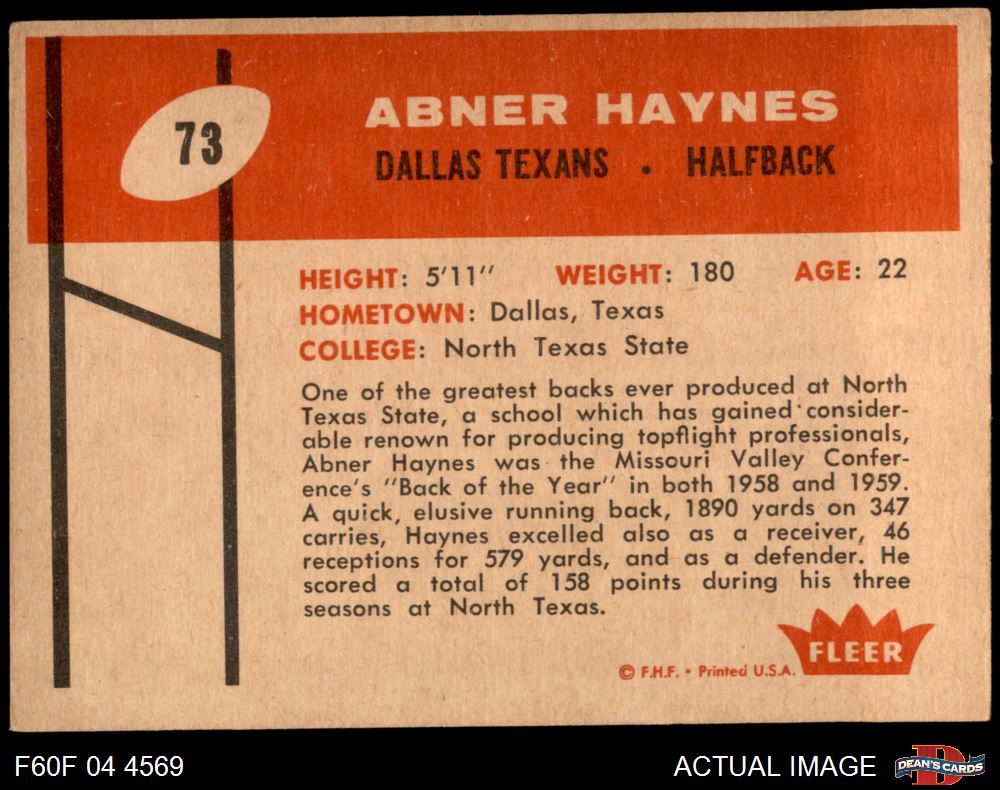 73
ABNER HAYNES
DALLAS TEXANS . HALFBACK
HEIGHT: 5'11" WEIGHT: 180 AGE: 22
HOMETOWN: Dallas, Texas
COLLEGE: North Texas State
One of the greatest backs ever produced at North
Texas State, a school which has gained consider-
able renown for producing topflight professionals,
Abner Haynes was the Missouri Valley Confer-
ence's "Back of the Year" in both 1958 and 1959.
A quick, elusive running back, 1890 yards on 347
carries, Haynes excelled also as a receiver, 46
receptions for 579 yards, and as a defender. He
scored a total of 158 points during his three
seasons at North Texas.
FLEER
© F.H.F. • Printed U.S.A.
F60F 04 4569
ACTUAL IMAGE
D
DEAN'S CARDS